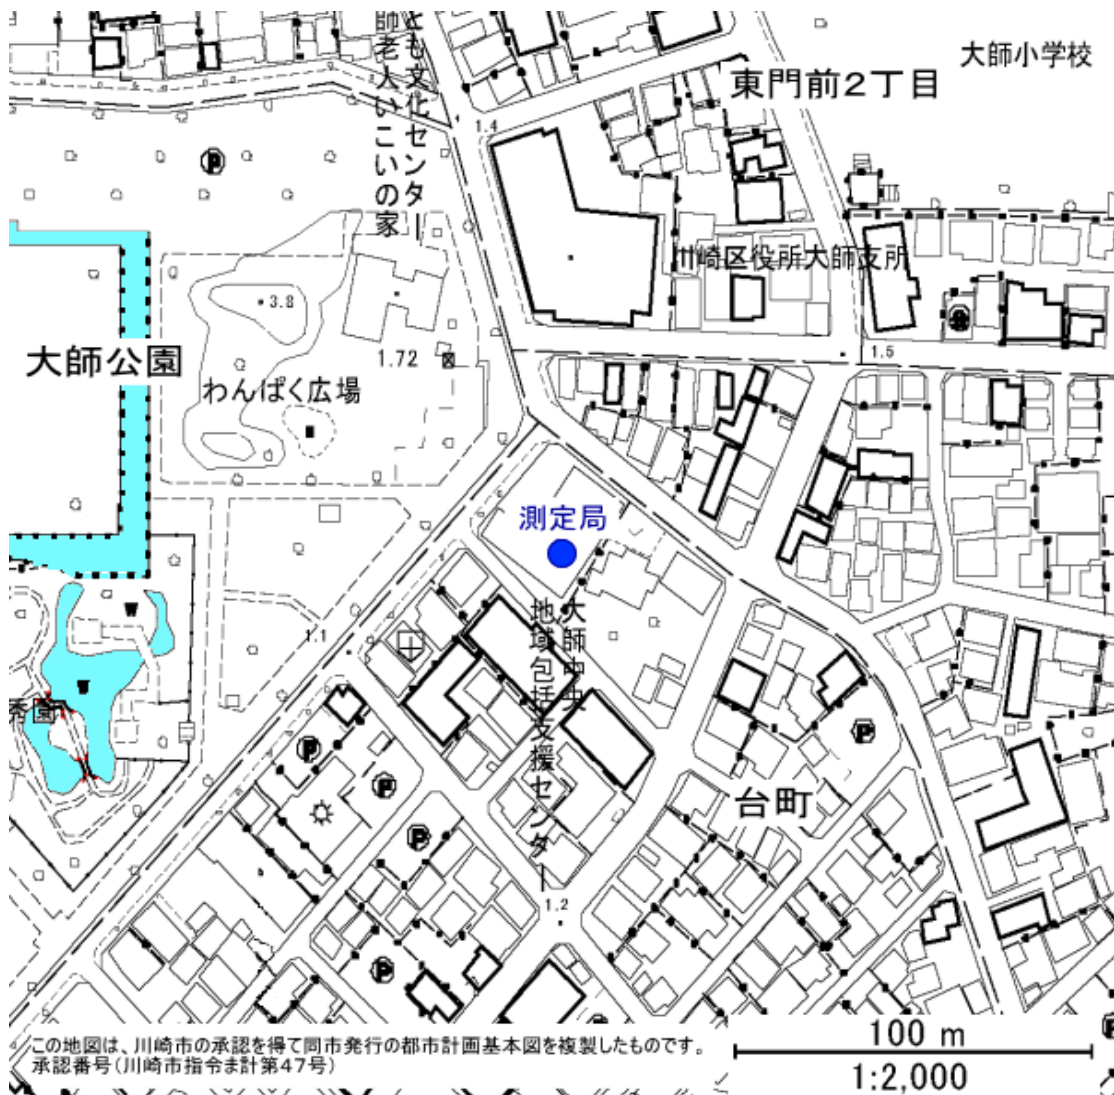 大師小学校
東門前2丁目
とも文化センター
師老人いこいの家
1.4
P
川崎区役所大師支所
3.8
1.5
大師公園
1.72
わんぱく広場
測定局
大師中央
地域包括支援センター
1.1
秀園
P
P
P
台町
P
1.2
P
P
この地図は、川崎市の承認を得て同市発行の都市計画基本図を複製したものです。
承認番号(川崎市指令ま計第47号)
100 m
1:2,000